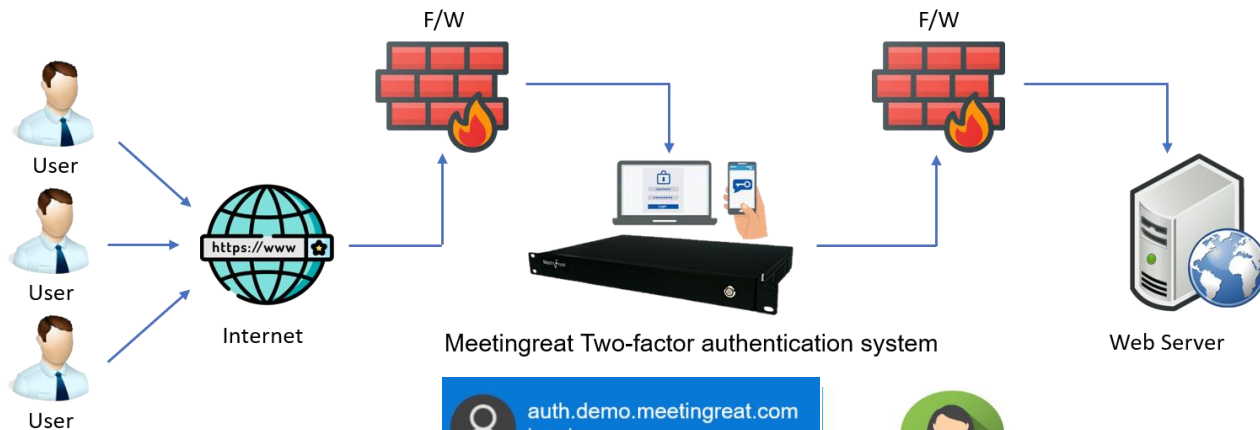 F/W
F/W
User
https://www
User
Internet
Meetingreat Two-factor authentication system
Web Server
auth.demo.meetingreat.com
User